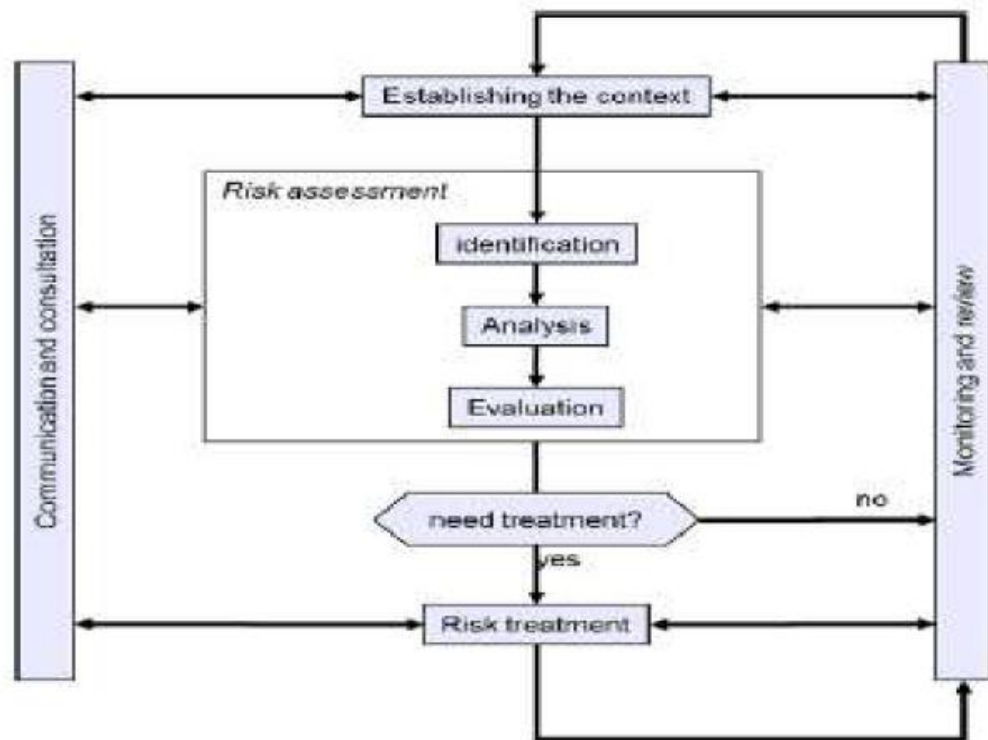 Establishing the context
Risk assessment
identification
Analysis
Evaluation
need treatment?
no
yes
Risk treatment
Communication and consultation
Monitoring and review